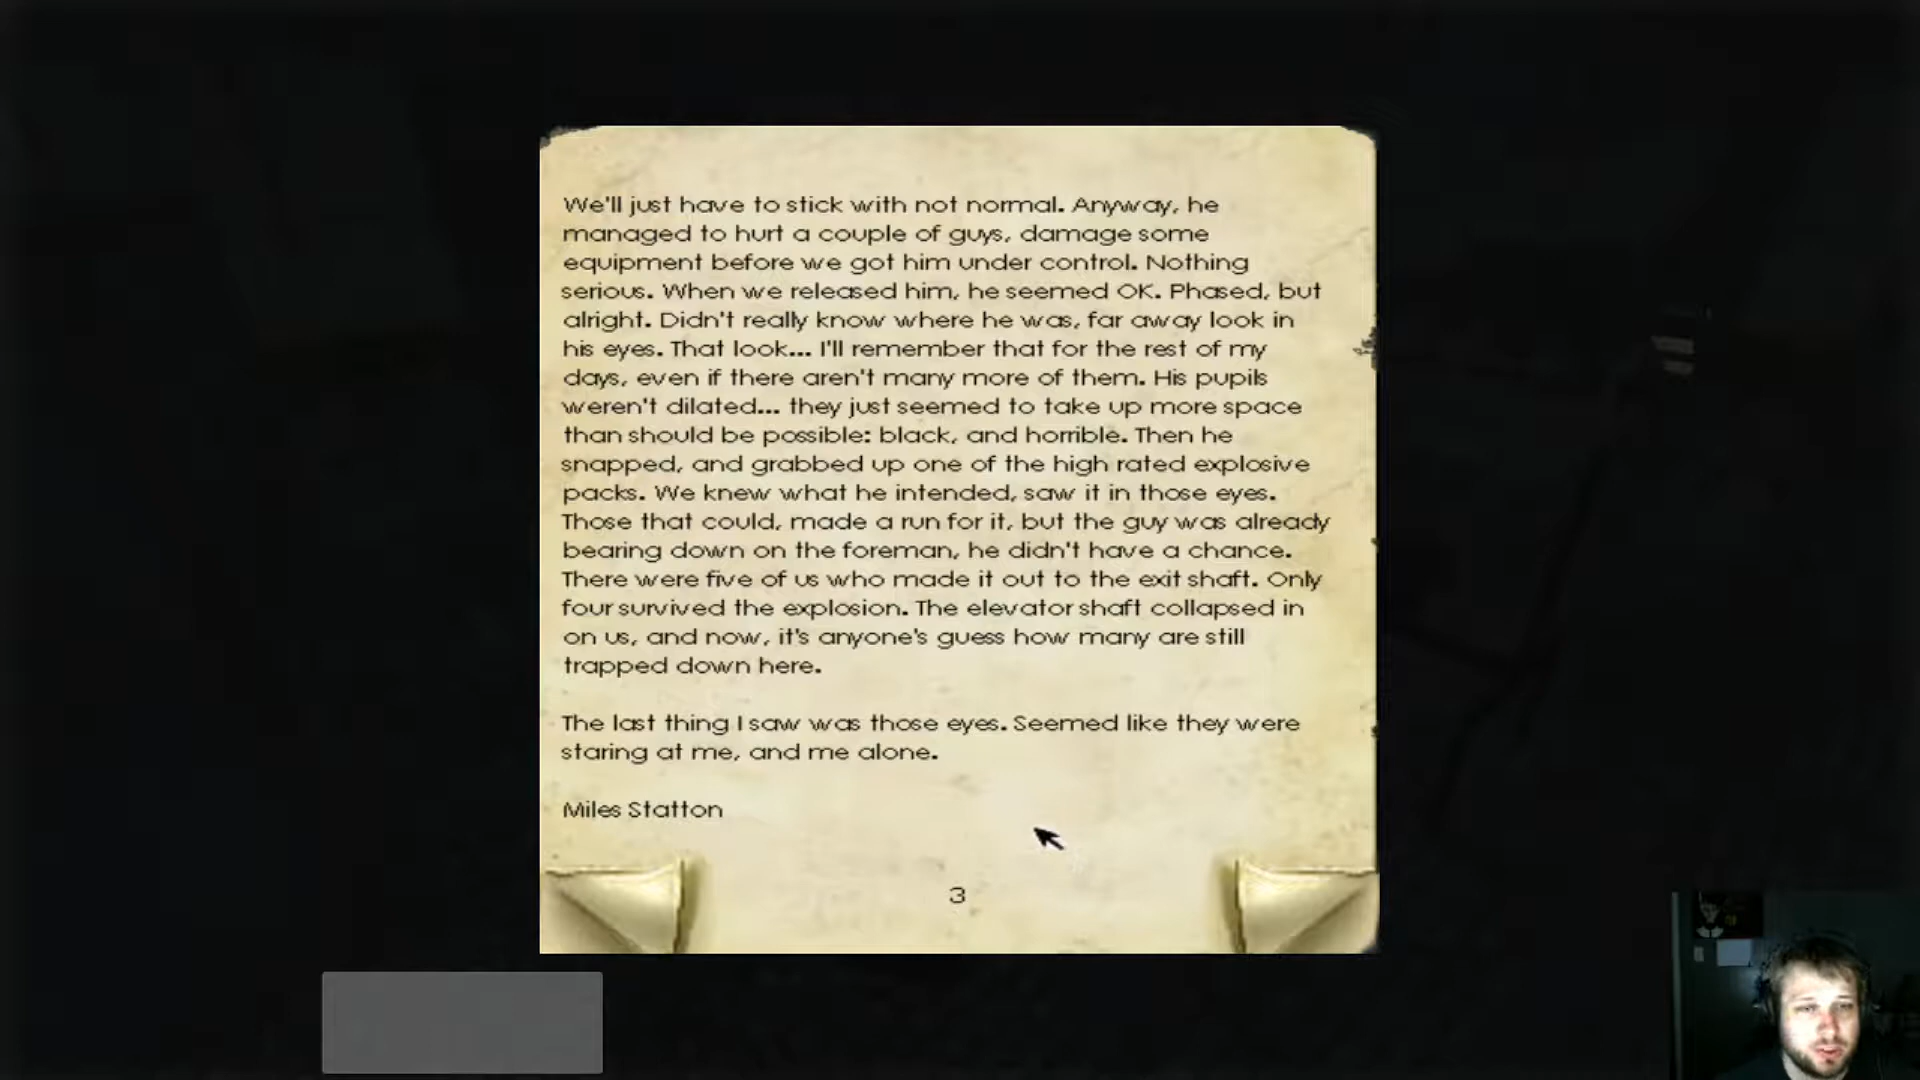 We'll just have to stick with not normal. Anyway, he
managed to hurt a couple of guys, damage some
equipment before we got him under control. Nothing
serious. When we released him, he seemed OK. Phased, but
alright. Didn't really know where he was, far away look in
his eyes. That look... I'll remember that for the rest of my
days, even if there aren't many more of them. His pupils
weren't dilated... they just seemed to take up more space
than should be possible: black, and horrible. Then he
snapped, and grabbed up one of the high rated explosive
packs. We knew what he intended, saw it in those eyes.
Those that could, made a run for it, but the guy was already
bearing down on the foreman, he didn't have a chance.
There were five of us who made it out to the exit shaft. Only
four survived the explosion. The elevator shaft collapsed in
on us, and now, it's anyone's guess how many are still
trapped down here.
The last thing I saw was those eyes. Seemed like they were
staring at me, and me alone.
Miles Statton
3